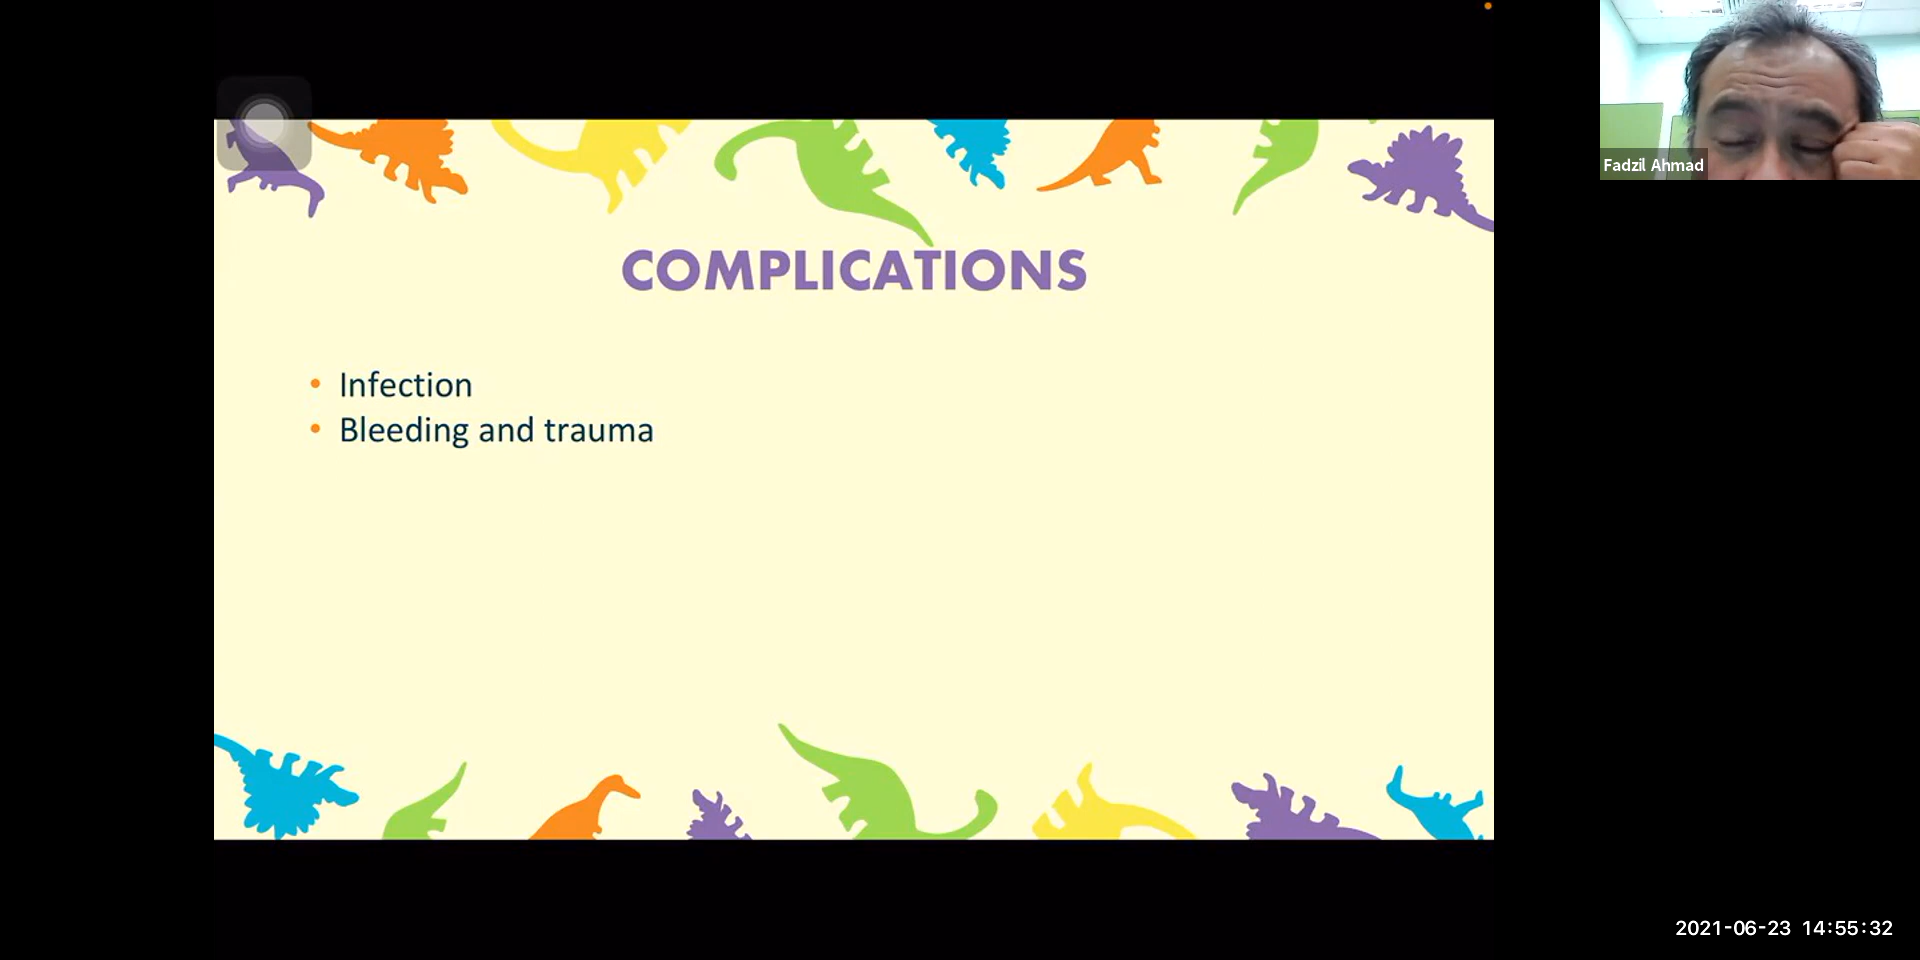 Fadzil Ahmad
COMPLICATIONS
• Infection
• Bleeding and trauma
2021-06-23 14:55:32